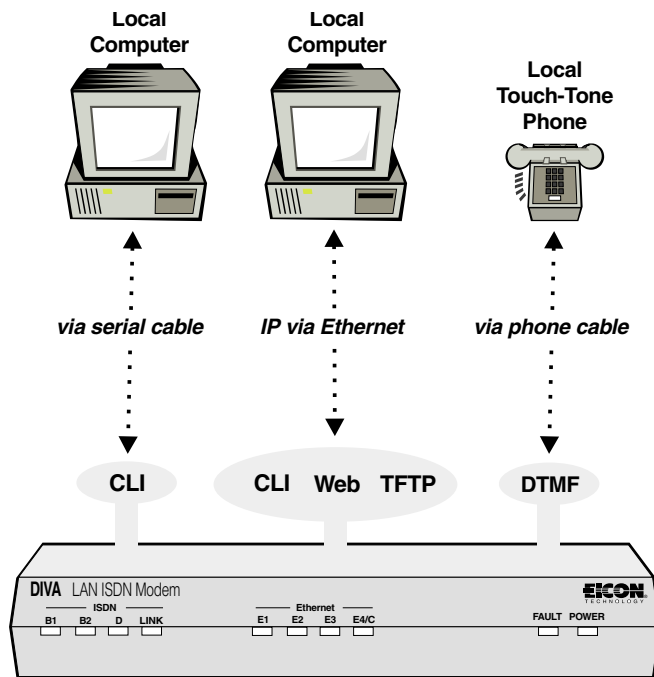 Local
Computer
Local
Computer
Local
Touch-Tone
Phone
via serial cable
IP via Ethernet
via phone cable
CLI
CLI Web TFTP
DTMF
DIVA LAN ISDN Modem
EICON
TECHNOLOGY
ISDN
B1 B2 D LINK
Ethernet
E1 E2 E3 E4/C
FAULT POWER